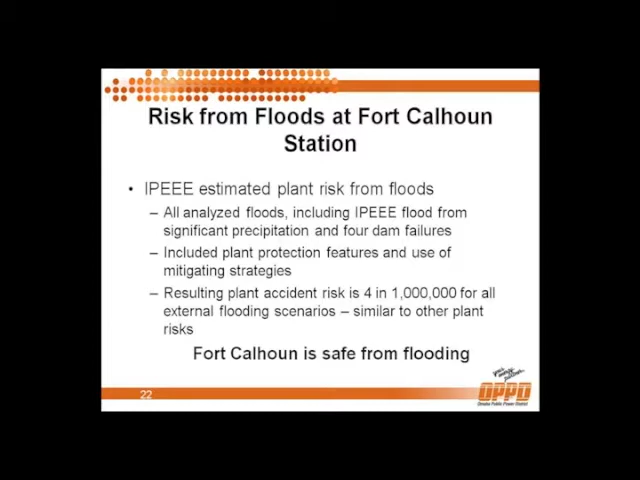 Risk from Floods at Fort Calhoun
Station
• IPEEE estimated plant risk from floods
– All analyzed floods, including IPEEE flood from
significant precipitation and four dam failures
– Included plant protection features and use of
mitigating strategies
– Resulting plant accident risk is 4 in 1,000,000 for all
external flooding scenarios – similar to other plant
risks
Fort Calhoun is safe from flooding
22
your
energy
partner
OPPD
Omaha Public Power District